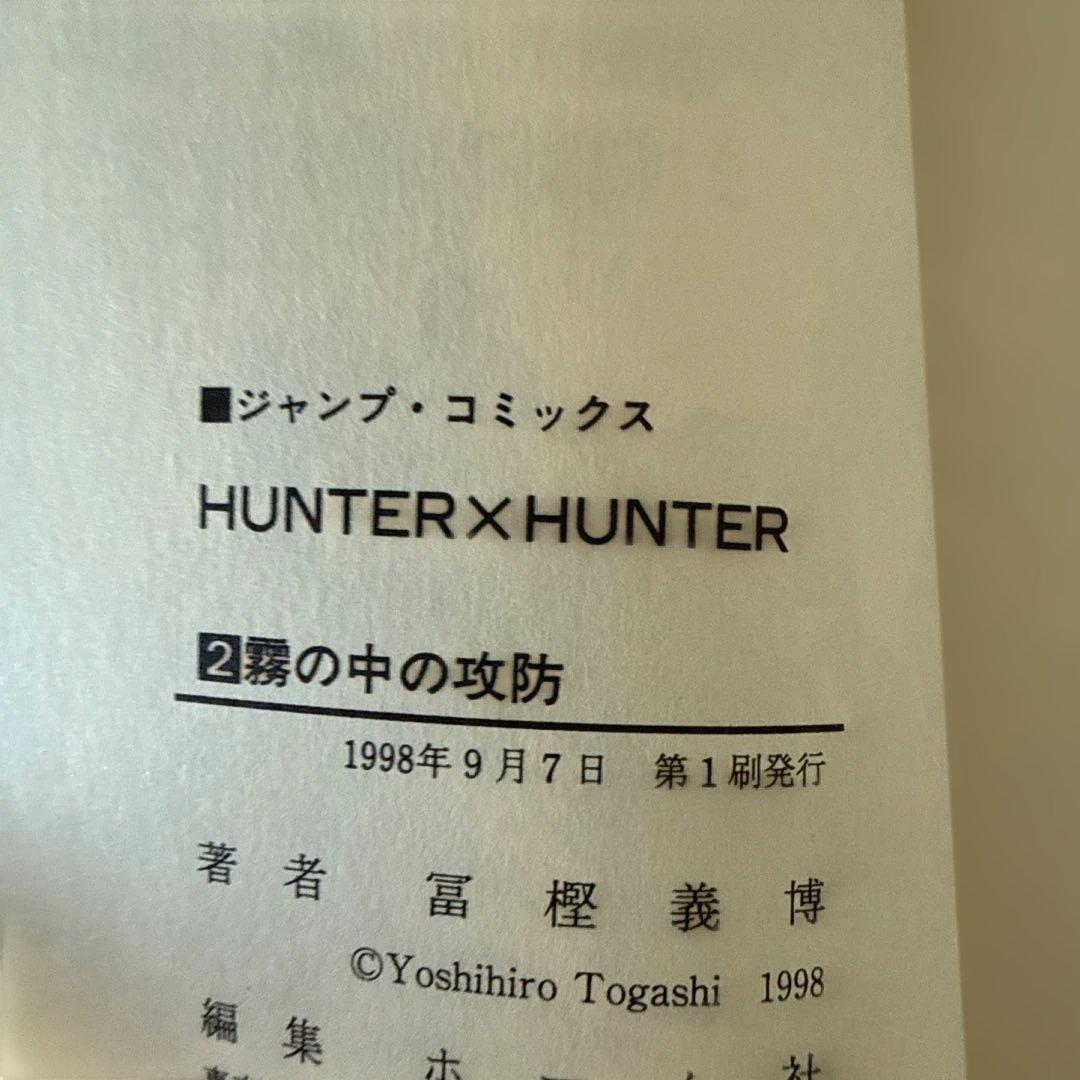 ■ジャンプ・コミックス
HUNTER×HUNTER
2霧の中の攻防
1998年9月7日 第1刷発行
著者 冨樫義博
©Yoshihiro Togashi 1998
編集